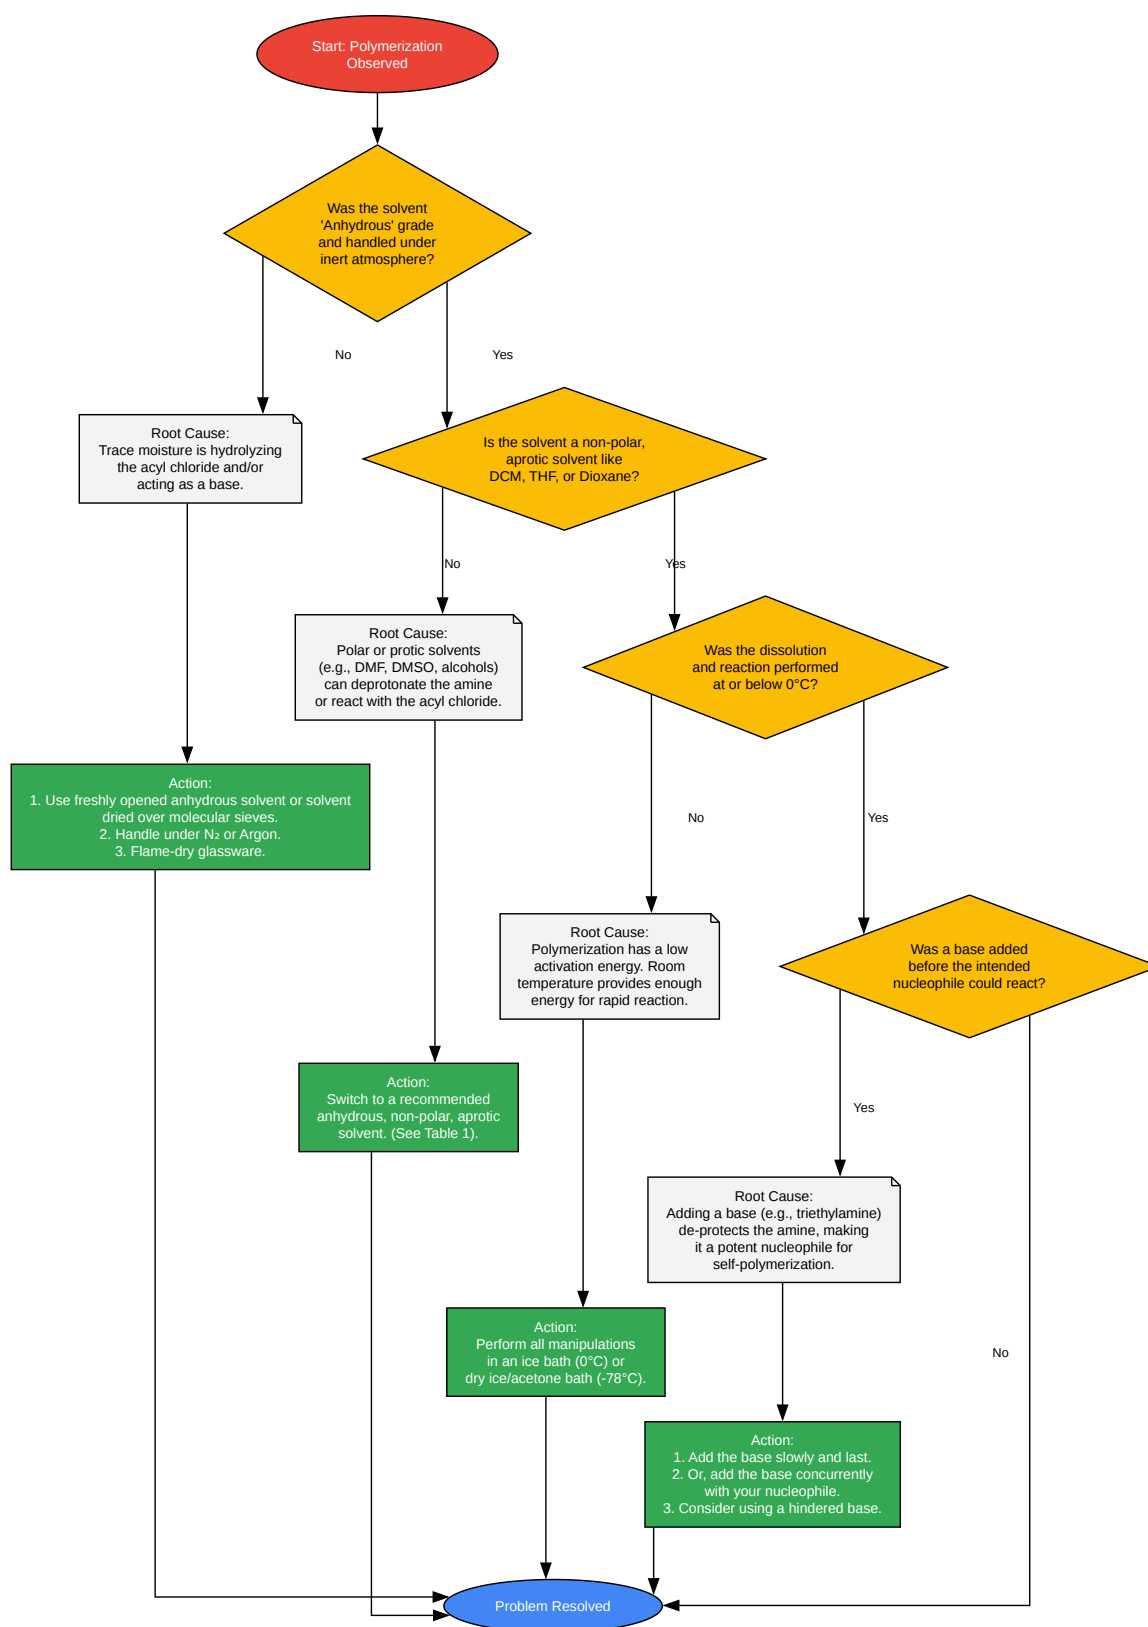 Start: Polymerization
Observed
Was the solvent
'Anhydrous' grade
and handled under
inert atmosphere?
No
Yes
Root Cause:
Trace moisture is hydrolyzing
the acyl chloride and/or
acting as a base.
Is the solvent a non-polar,
aprotic solvent like
DCM, THF, or Dioxane?
No
Yes
Root Cause:
Polar or protic solvents
(e.g., DMF, DMSO, alcohols)
can deprotonate the amine
or react with the acyl chloride.
Was the dissolution
and reaction performed
at or below 0°C?
Action:
1. Use freshly opened anhydrous solvent or solvent
dried over molecular sieves.
2. Handle under N₂ or Argon.
3. Flame-dry glassware.
No
Yes
Root Cause:
Polymerization has a low
activation energy. Room
temperature provides enough
energy for rapid reaction.
Was a base added
before the intended
nucleophile could react?
Action:
Switch to a recommended
anhydrous, non-polar, aprotic
solvent. (See Table 1).
Yes
Root Cause:
Adding a base (e.g., triethylamine)
de-protects the amine, making
it a potent nucleophile for
self-polymerization.
Action:
Perform all manipulations
in an ice bath (0°C) or
dry ice/acetone bath (-78°C).
No
Action:
1. Add the base slowly and last.
2. Or, add the base concurrently
with your nucleophile.
3. Consider using a hindered base.
Problem Resolved